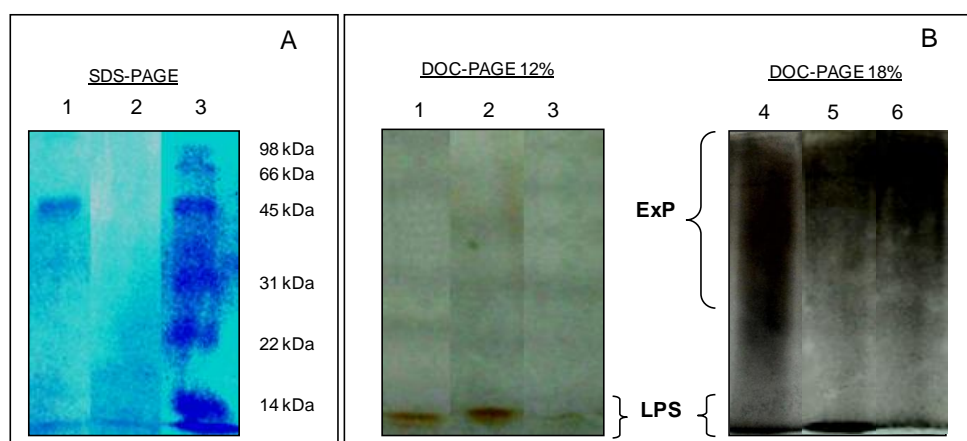 A
SDS-PAGE
1 2 3
98 kDa
66 kDa
45 kDa
31 kDa
22 kDa
14 kDa
B
DOC-PAGE 12%
1 2 3
DOC-PAGE 18%
4 5 6
ExP
LPS